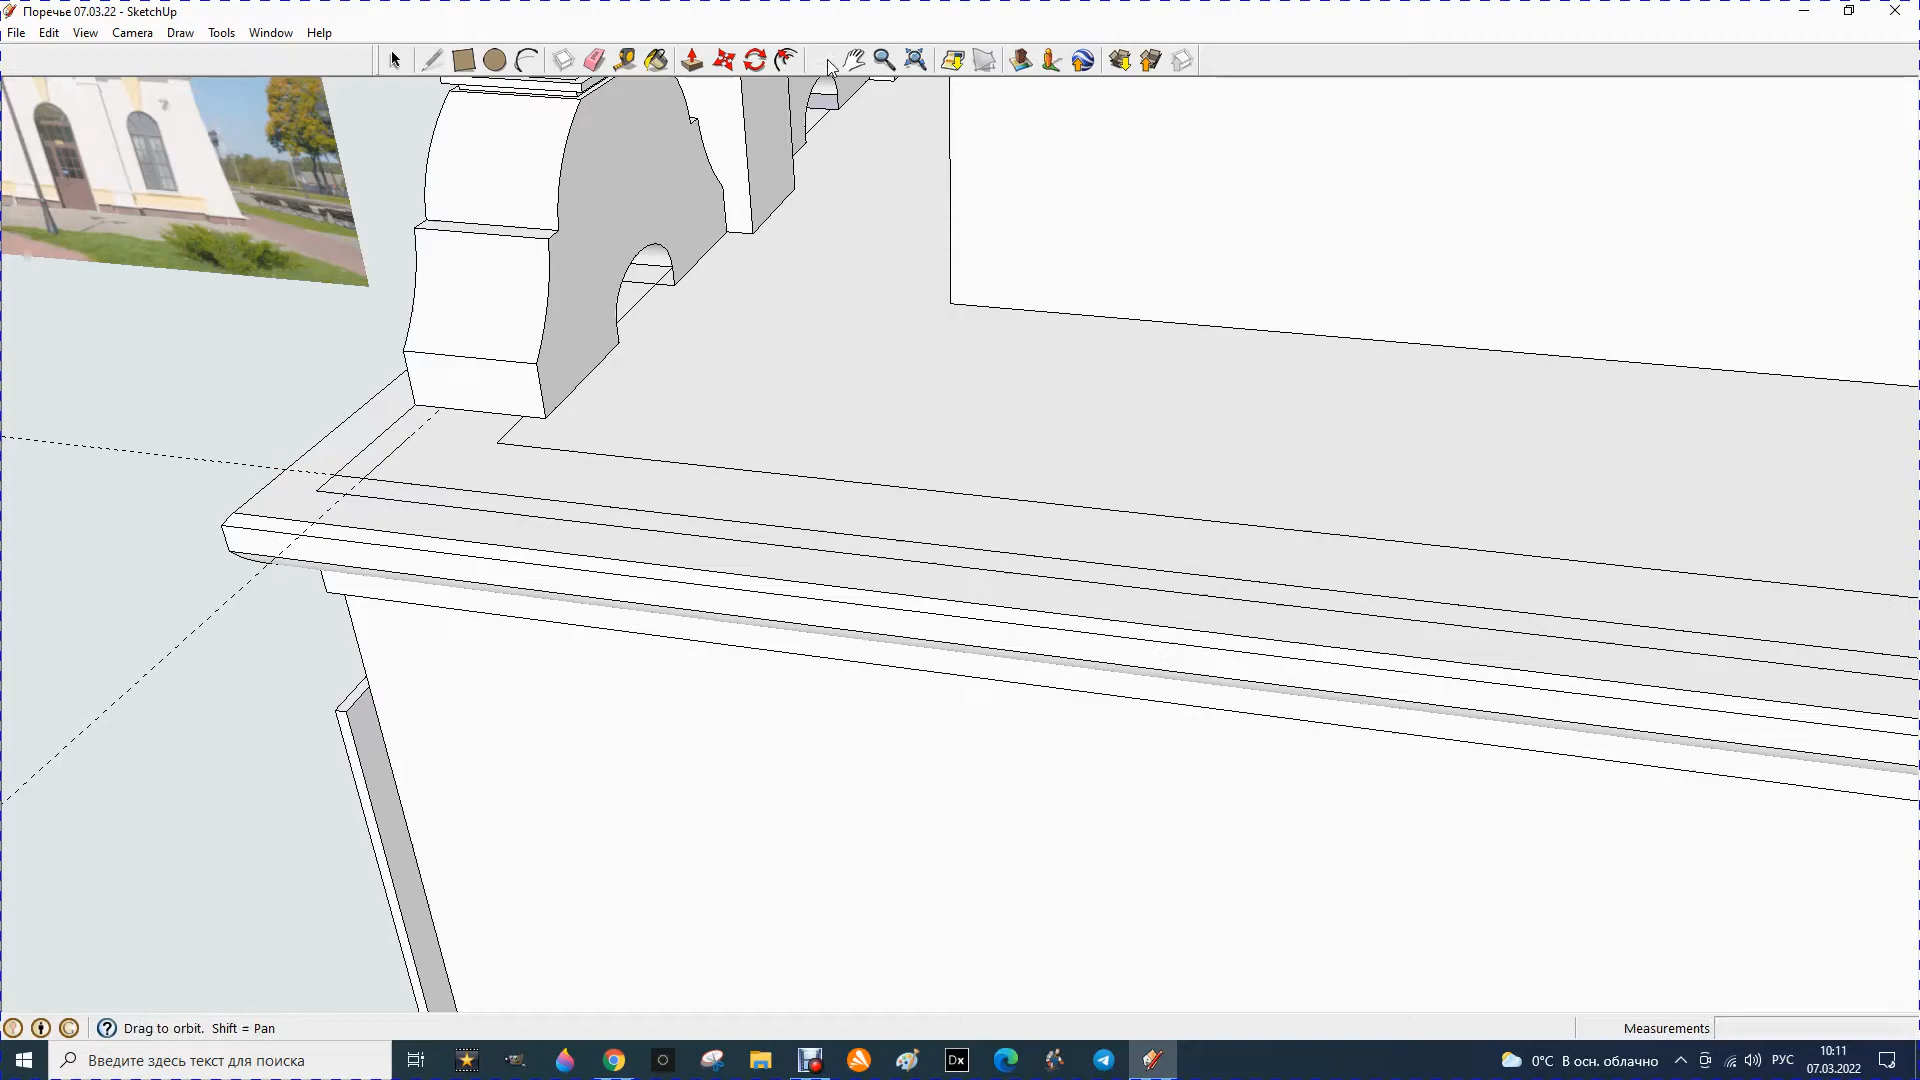 Поречье 07.03.22 - SketchUp
File Edit View Camera Draw Tools Window Help
Drag to orbit. Shift = Pan
Measurements
Введите здесь текст для поиска
Dx
0°C В осн. облачно
РУС
10:11
07.03.2022